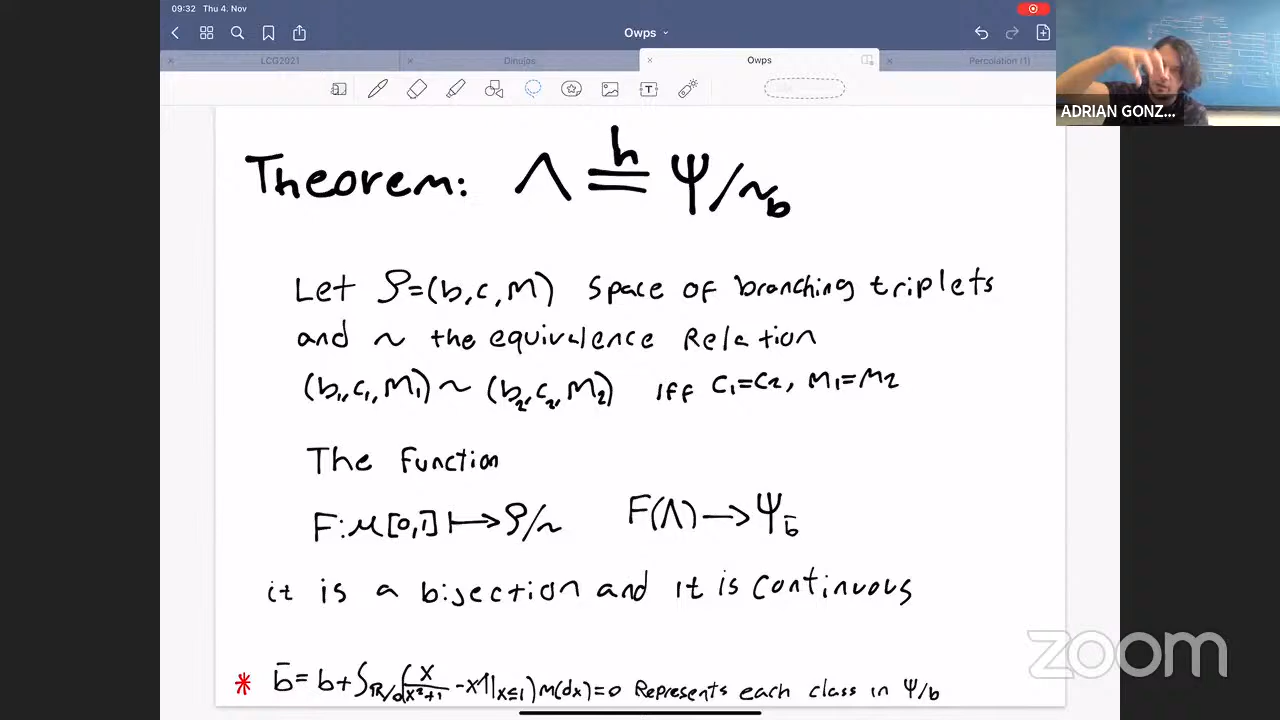 09:32 Thu 4. Nov
Owps
LCG2021
Dinujos
Owps
Percolation (1)
ADRIAN GONZ…
Theorem: Λ =ʰ Ψ/~b
Let ϱ=(b,c,m) Space of branching triplets
and ~ the equivalence Relation
(b₁,c₁,m₁) ~ (b₂,c₂,m₂) iff c₁=c₂, m₁=m₂
The Function
F: M[0,1] ↦ ϱ/~ F(Λ) → Ψ_b̄
it is a bijection and it is continuous
* b̄ = b + ∫_{ℝ/0} (x/(x²+1) - x1|_{x≤1}) m(dx) = 0 Represents each class in Ψ/b
zoom